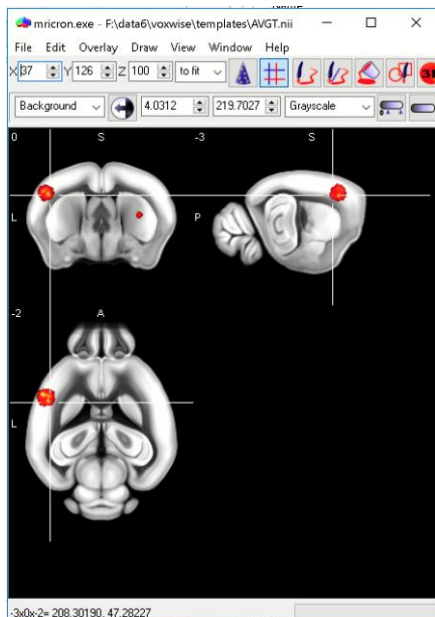 mricron.exe - F:\data6\voxwise\templates\AVGT.nii
File Edit Overlay Draw View Window Help
X 37 Y 126 Z 100 to fit
Background 4.0312 219.7027 Grayscale
0 S -3 S
L P
-2 A
L
-3x0x-2= 208.30190, 47.28227